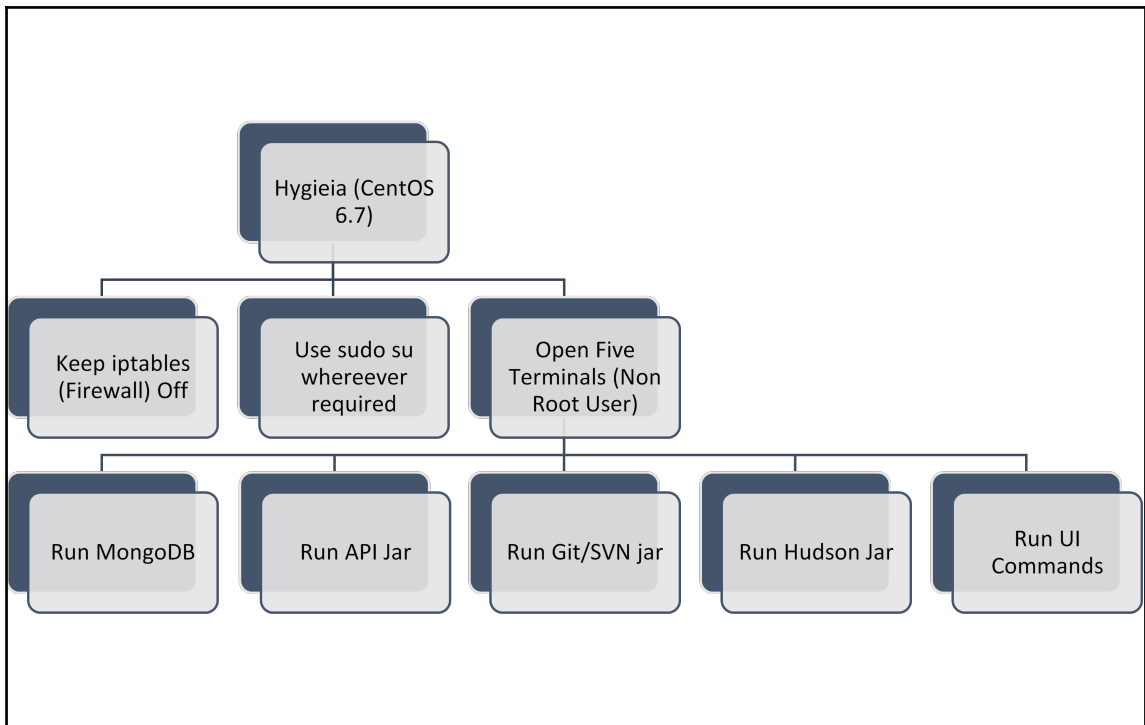 Hygieia (CentOS
6.7)
Keep iptables
(Firewall) Off
Use sudo su
whereever
required
Open Five
Terminals (Non
Root User)
Run MongoDB
Run API Jar
Run Git/SVN jar
Run Hudson Jar
Run UI
Commands